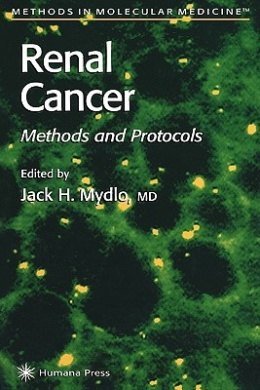 METHODS IN MOLECULAR MEDICINE™
Renal
Cancer
Methods and Protocols
Edited by
Jack H. Mydlo, MD
Humana Press